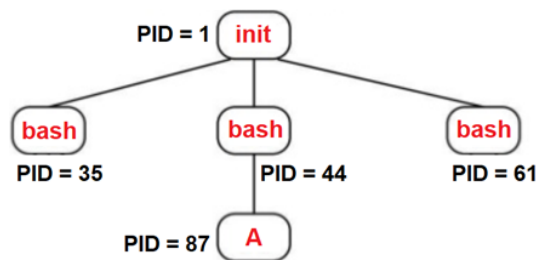 PID = 1 init
bash bash bash
PID = 35 PID = 44 PID = 61
PID = 87 A